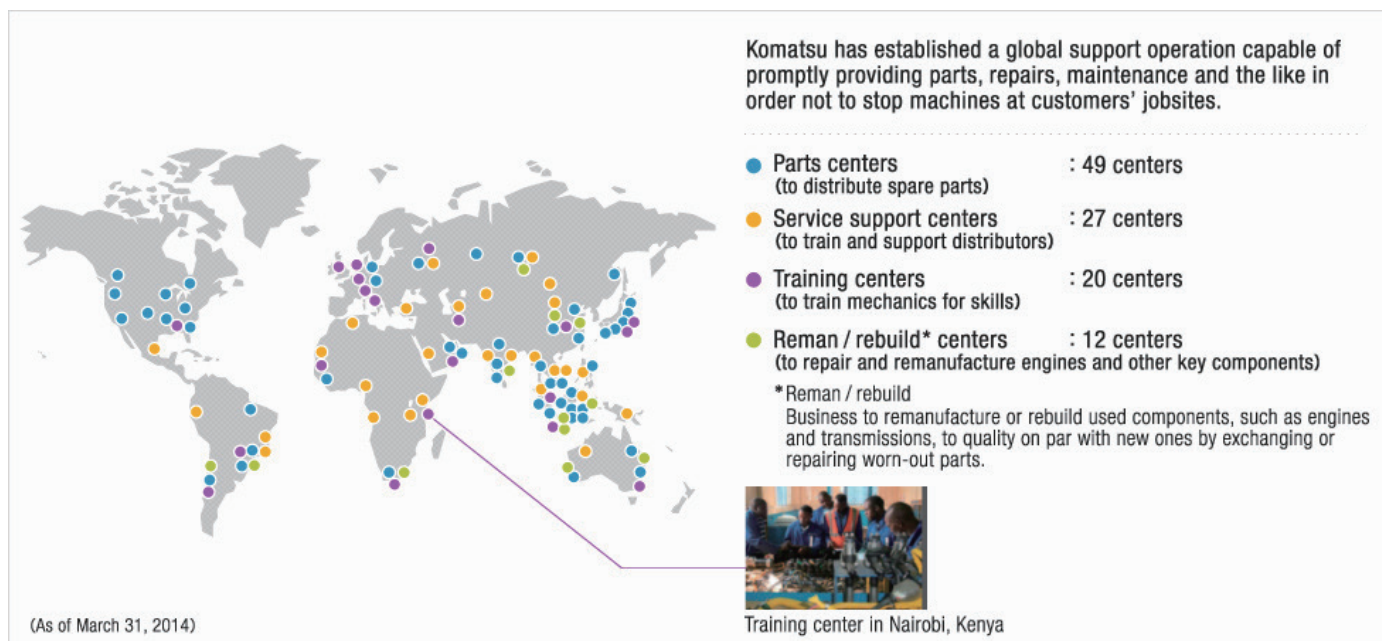 Komatsu has established a global support operation capable of
promptly providing parts, repairs, maintenance and the like in
order not to stop machines at customers' jobsites.
Parts centers : 49 centers
(to distribute spare parts)
Service support centers : 27 centers
(to train and support distributors)
Training centers : 20 centers
(to train mechanics for skills)
Reman / rebuild* centers : 12 centers
(to repair and remanufacture engines and other key components)
*Reman / rebuild
Business to remanufacture or rebuild used components, such as engines
and transmissions, to quality on par with new ones by exchanging or
repairing worn-out parts.
Training center in Nairobi, Kenya
(As of March 31, 2014)